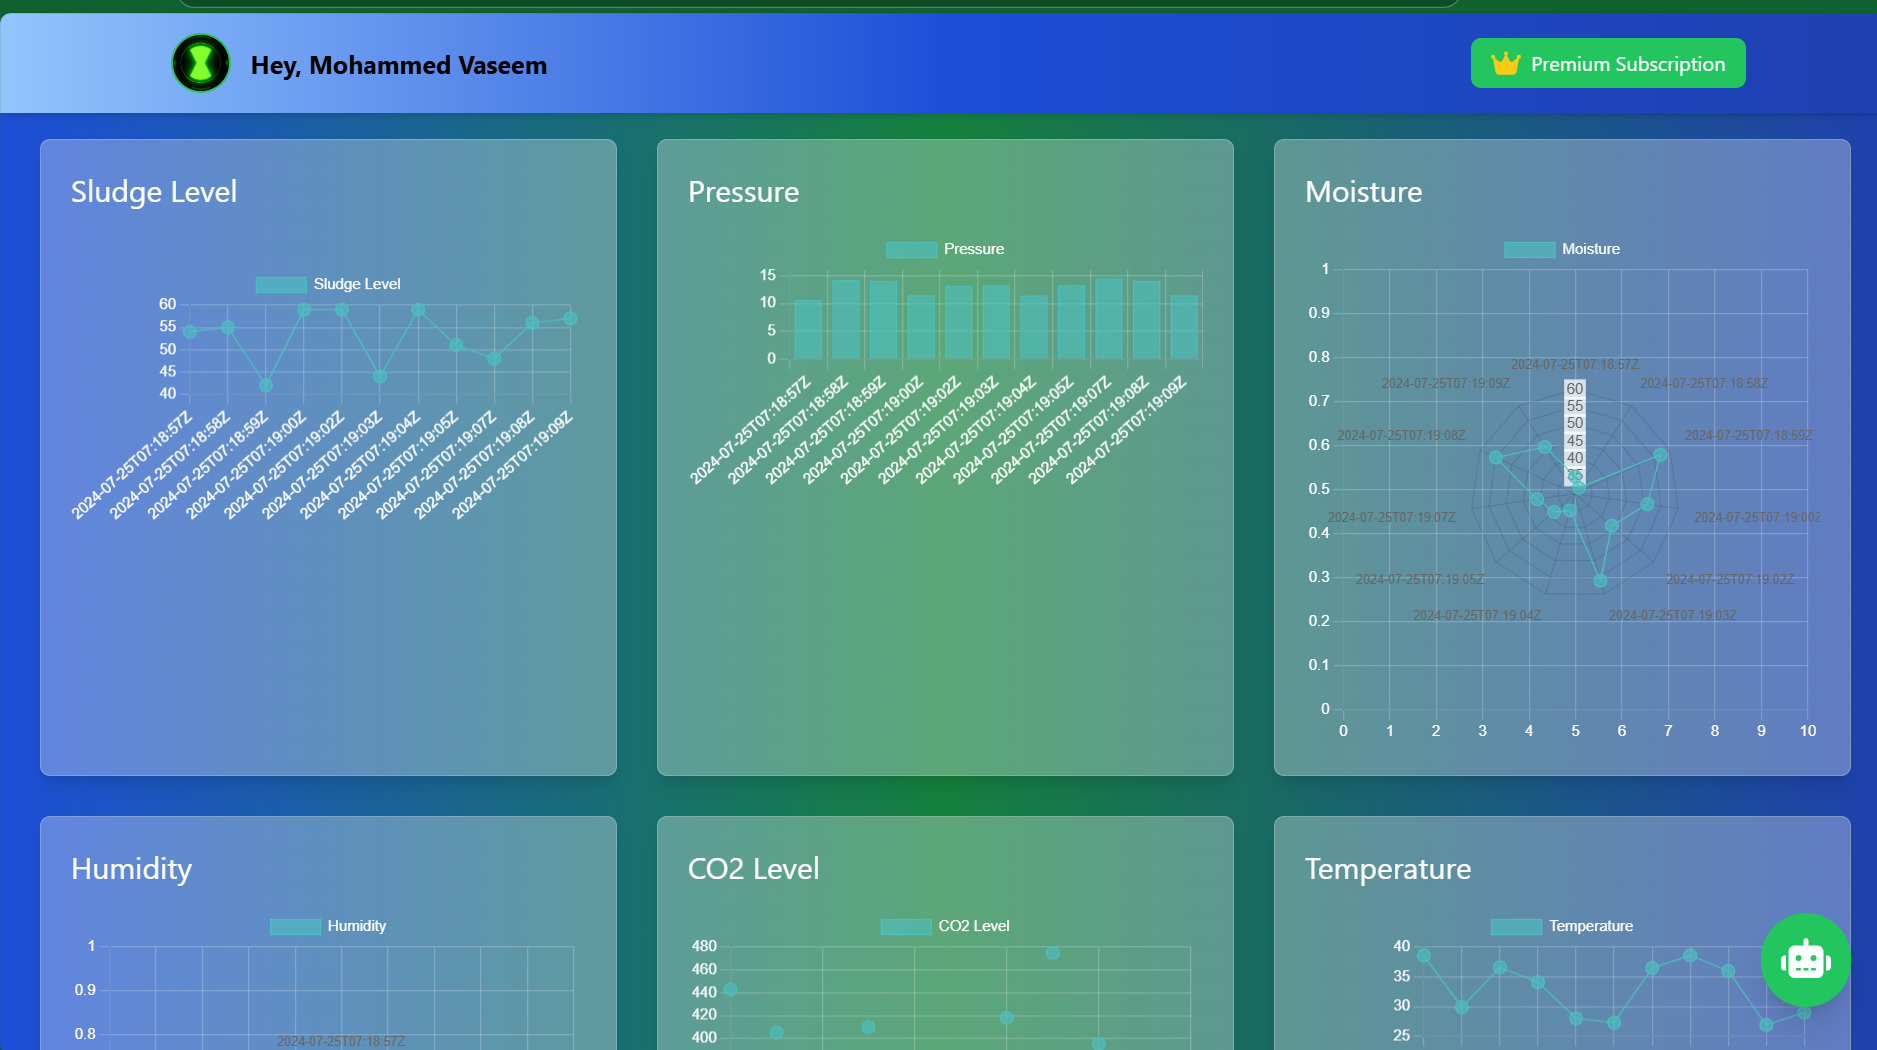 Hey, Mohammed Vaseem
Premium Subscription
Sludge Level
Sludge Level
60
55
50
45
40
2024-07-25T07:18:57Z
2024-07-25T07:18:58Z
2024-07-25T07:18:59Z
2024-07-25T07:19:00Z
2024-07-25T07:19:02Z
2024-07-25T07:19:03Z
2024-07-25T07:19:04Z
2024-07-25T07:19:05Z
2024-07-25T07:19:07Z
2024-07-25T07:19:08Z
2024-07-25T07:19:09Z
Pressure
Pressure
15
10
5
0
2024-07-25T07:18:57Z
2024-07-25T07:18:58Z
2024-07-25T07:18:59Z
2024-07-25T07:19:00Z
2024-07-25T07:19:02Z
2024-07-25T07:19:03Z
2024-07-25T07:19:04Z
2024-07-25T07:19:05Z
2024-07-25T07:19:07Z
2024-07-25T07:19:08Z
2024-07-25T07:19:09Z
Moisture
Moisture
1
0.9
0.8
0.7
0.6
0.5
0.4
0.3
0.2
0.1
0
0 1 2 3 4 5 6 7 8 9 10
2024-07-25T07:18:57Z
2024-07-25T07:18:58Z
2024-07-25T07:18:59Z
2024-07-25T07:19:00Z
2024-07-25T07:19:02Z
2024-07-25T07:19:03Z
2024-07-25T07:19:04Z
2024-07-25T07:19:05Z
2024-07-25T07:19:07Z
2024-07-25T07:19:08Z
2024-07-25T07:19:09Z
60
55
50
45
40
35
Humidity
Humidity
1
0.9
0.8
2024-07-25T07:18:57Z
CO2 Level
CO2 Level
480
460
440
420
400
Temperature
Temperature
40
35
30
25